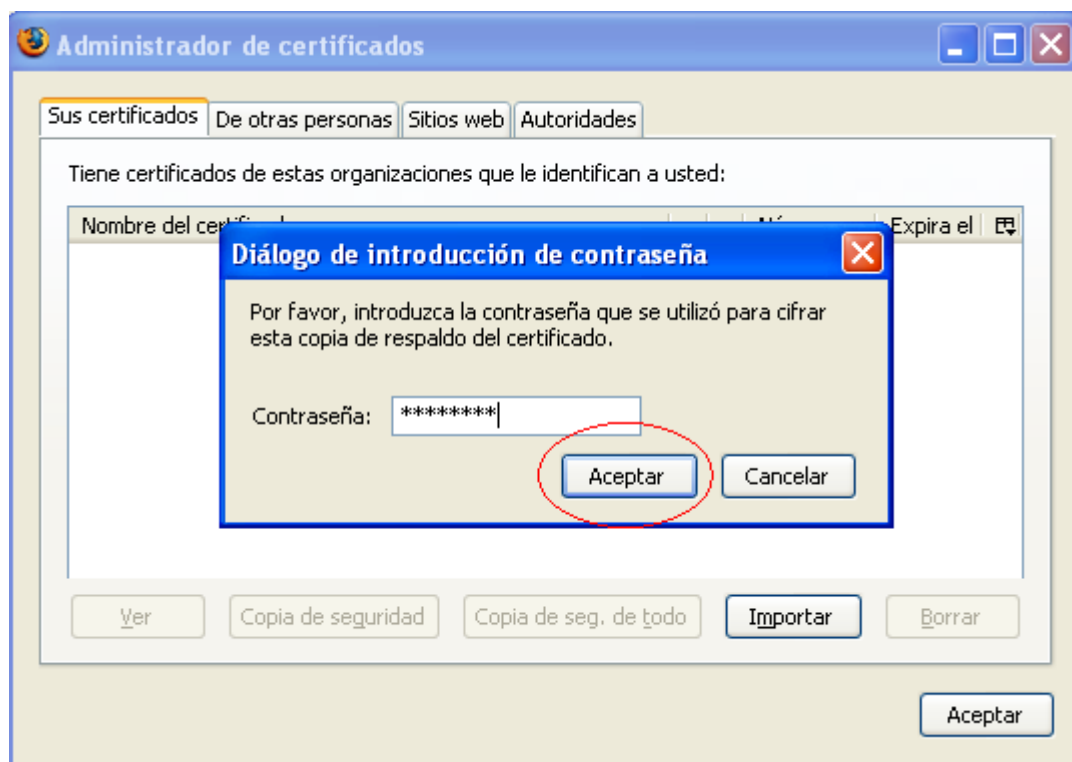 Administrador de certificados
Sus certificados De otras personas Sitios web Autoridades
Tiene certificados de estas organizaciones que le identifican a usted:
Nombre del Expira el
Diálogo de introducción de contraseña
Por favor, introduzca la contraseña que se utilizó para cifrar
esta copia de respaldo del certificado.
Contraseña: ********
Aceptar Cancelar
Ver Copia de seguridad Copia de seg. de todo Importar Borrar
Aceptar